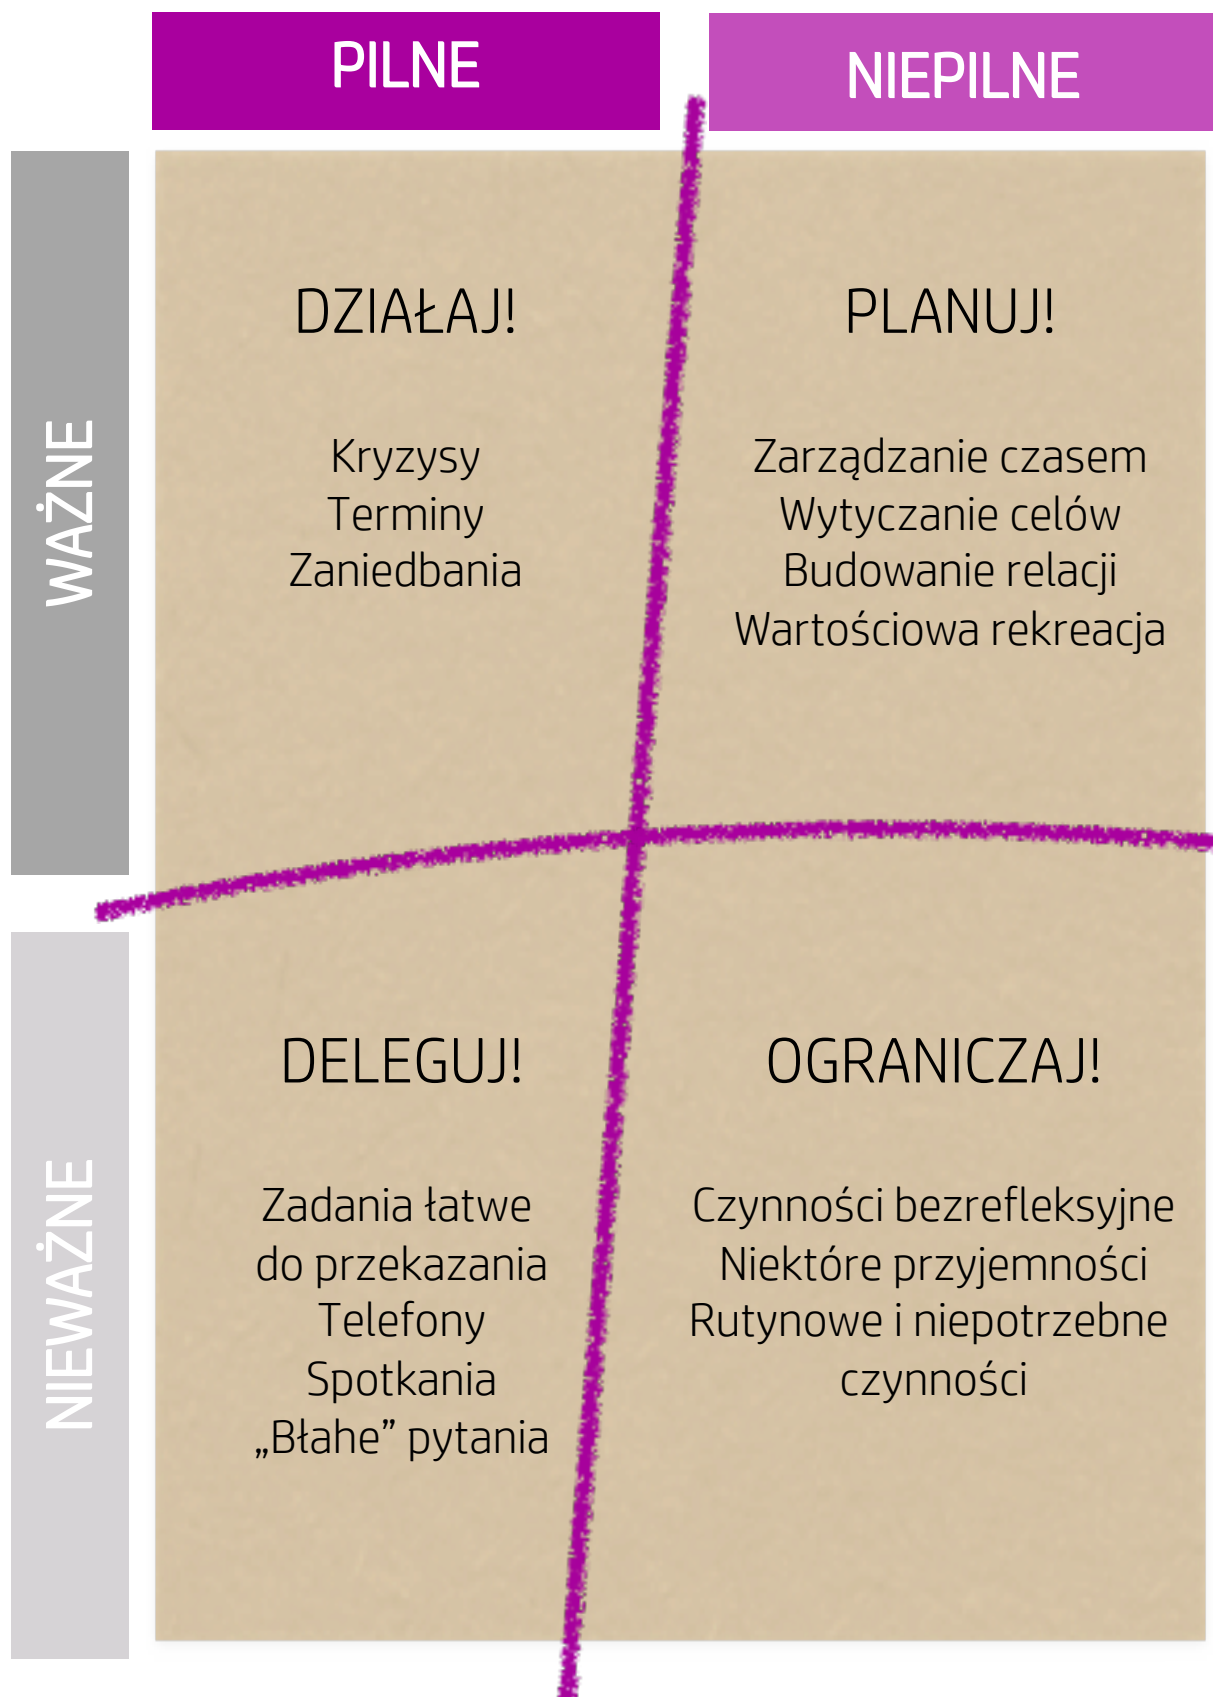 PILNE
NIEPILNE
WAŻNE
DZIAŁAJ!
Kryzysy
Terminy
Zaniedbania
PLANUJ!
Zarządzanie czasem
Wytyczanie celów
Budowanie relacji
Wartościowa rekreacja
NIEWAŻNE
DELEGUJ!
Zadania łatwe
do przekazania
Telefony
Spotkania
„Błahe” pytania
OGRANICZAJ!
Czynności bezrefleksyjne
Niektóre przyjemności
Rutynowe i niepotrzebne
czynności